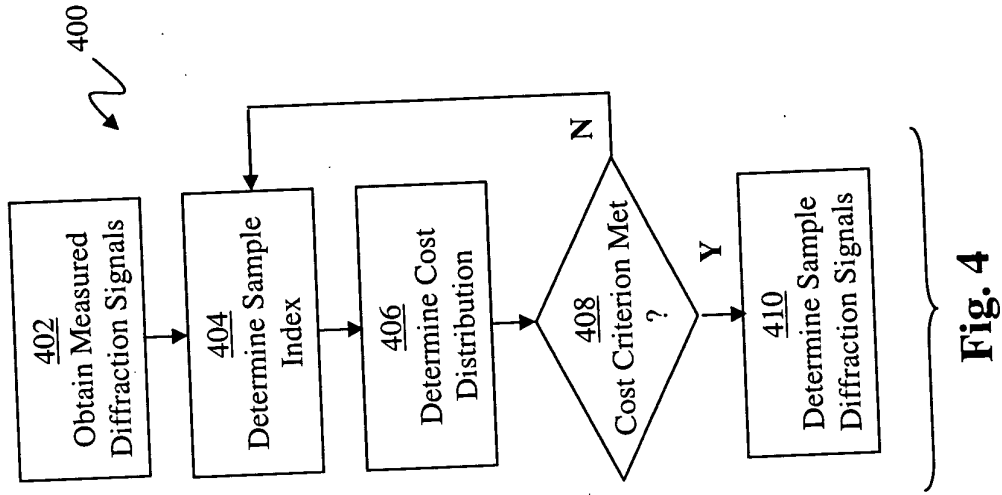 400
402
Obtain Measured
Diffraction Signals
404
Determine Sample
Index
406
Determine Cost
Distribution
408
Cost Criterion Met
?
N
Y
410
Determine Sample
Diffraction Signals
Fig. 4